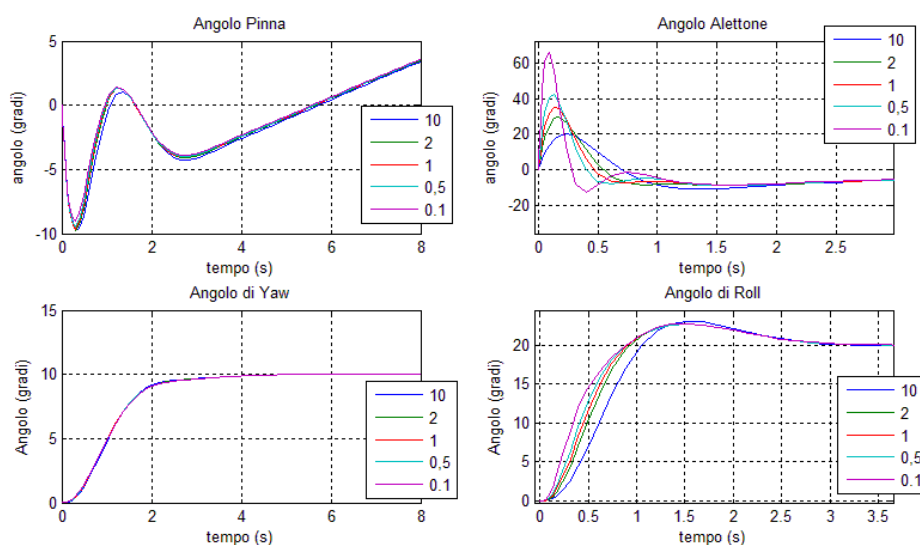 Angolo Pinna
5
0
-5
-10
angolo (gradi)
0 2 4 6 8
tempo (s)
10
2
1
0,5
0.1
Angolo Alettone
60
40
20
0
-20
angolo (gradi)
0 0.5 1 1.5 2 2.5
tempo (s)
10
2
1
0,5
0.1
Angolo di Yaw
15
10
5
0
Angolo (gradi)
0 2 4 6 8
tempo (s)
10
2
1
0,5
0.1
Angolo di Roll
20
15
10
5
0
Angolo (gradi)
0 0.5 1 1.5 2 2.5 3 3.5
tempo (s)
10
2
1
0,5
0.1